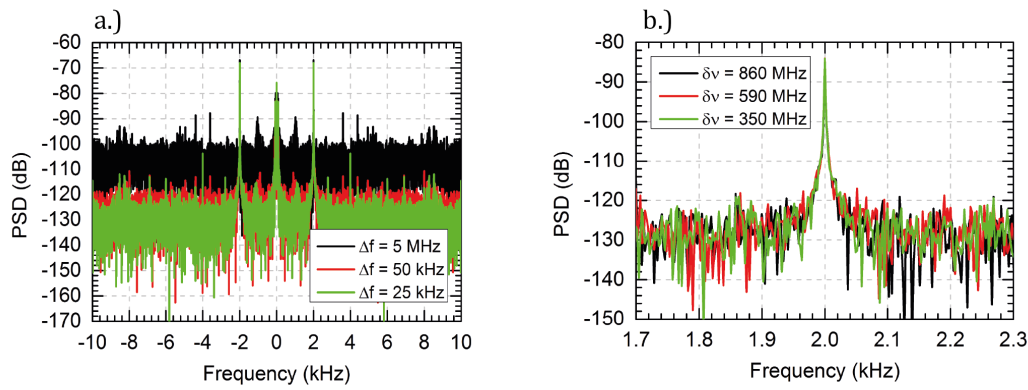 a.)
PSD (dB)
-60
-70
-80
-90
-100
-110
-120
-130
-140
-150
-160
-170
Δf = 5 MHz
Δf = 50 kHz
Δf = 25 kHz
-10 -8 -6 -4 -2 0 2 4 6 8 10
Frequency (kHz)
b.)
PSD (dB)
-80
-90
-100
-110
-120
-130
-140
-150
δν = 860 MHz
δν = 590 MHz
δν = 350 MHz
1.7 1.8 1.9 2.0 2.1 2.2 2.3
Frequency (kHz)